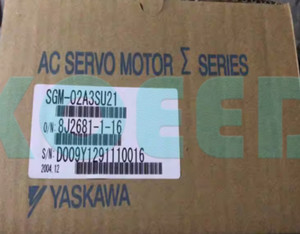 AC SERVO MOTOR Σ SERIES
SGM-02A3SU21
O/N: 8J2681-1-16
S/N: D009Y1291110016
2004.12
YASKAWA